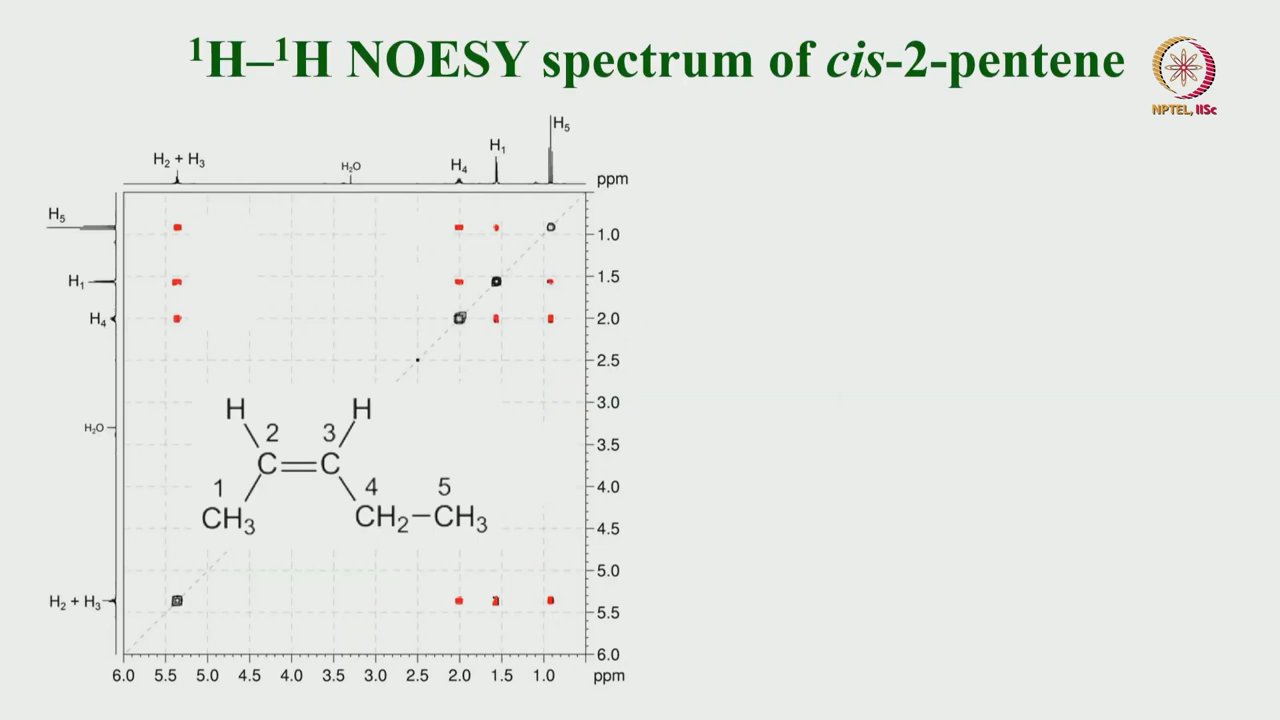 ¹H–¹H NOESY spectrum of cis-2-pentene
NPTEL, IISc
H₅
H₂ + H₃
H₂O
H₄
H₁
ppm
H₅
1.0
1.5
H₁
2.0
H₄
2.5
3.0
H₂O
3.5
4.0
4.5
5.0
5.5
H₂ + H₃
6.0
H H
2 3
C=C
1 4 5
CH₃ CH₂–CH₃
6.0 5.5 5.0 4.5 4.0 3.5 3.0 2.5 2.0 1.5 1.0 ppm